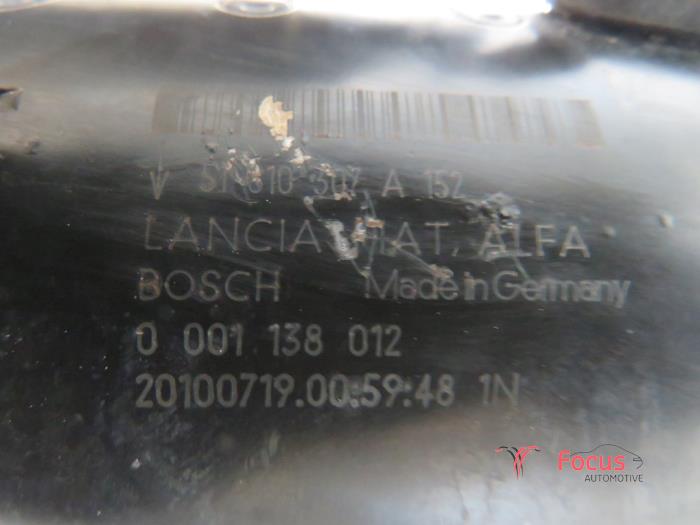 V A 152
LANCIA, FIAT, ALFA
BOSCH Made in Germany
0 001 138 012
20100719.00:59:48 1N
Focus
AUTOMOTIVE